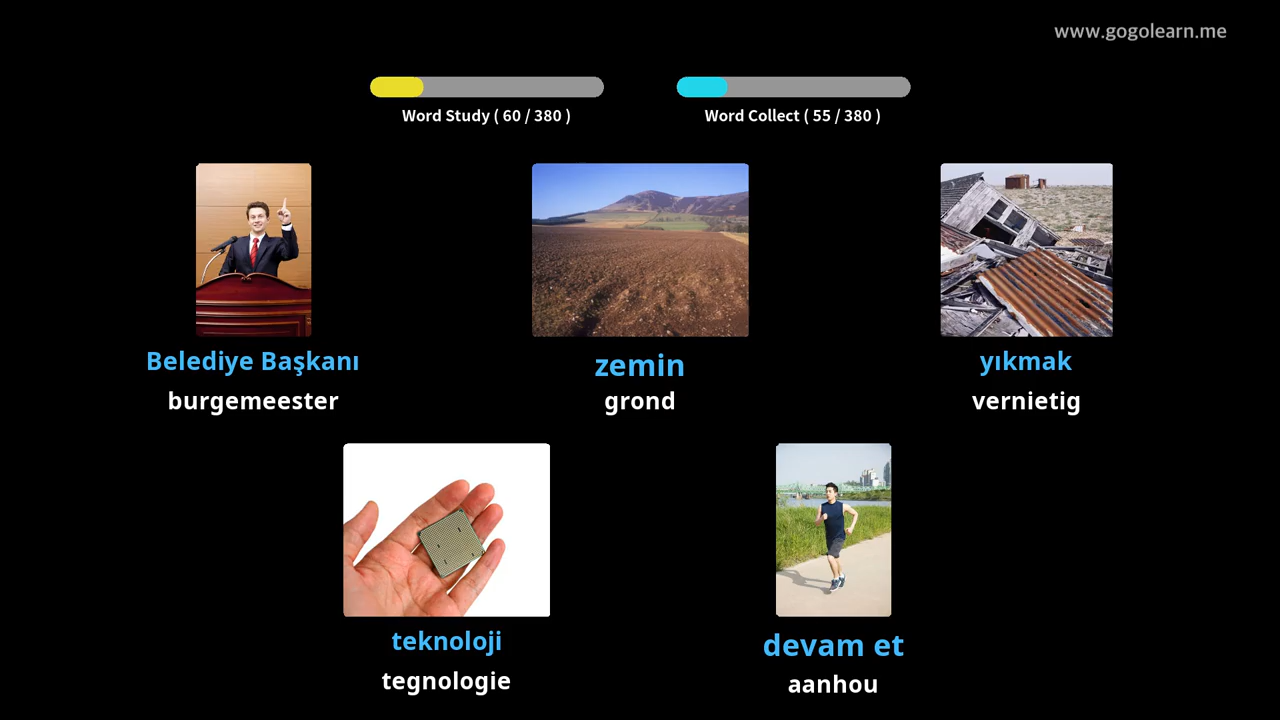 www.gogolearn.me
Word Study ( 60 / 380 )
Word Collect ( 55 / 380 )
Belediye Başkanı
burgemeester
zemin
grond
yıkmak
vernietig
teknoloji
tegnologie
devam et
aanhou